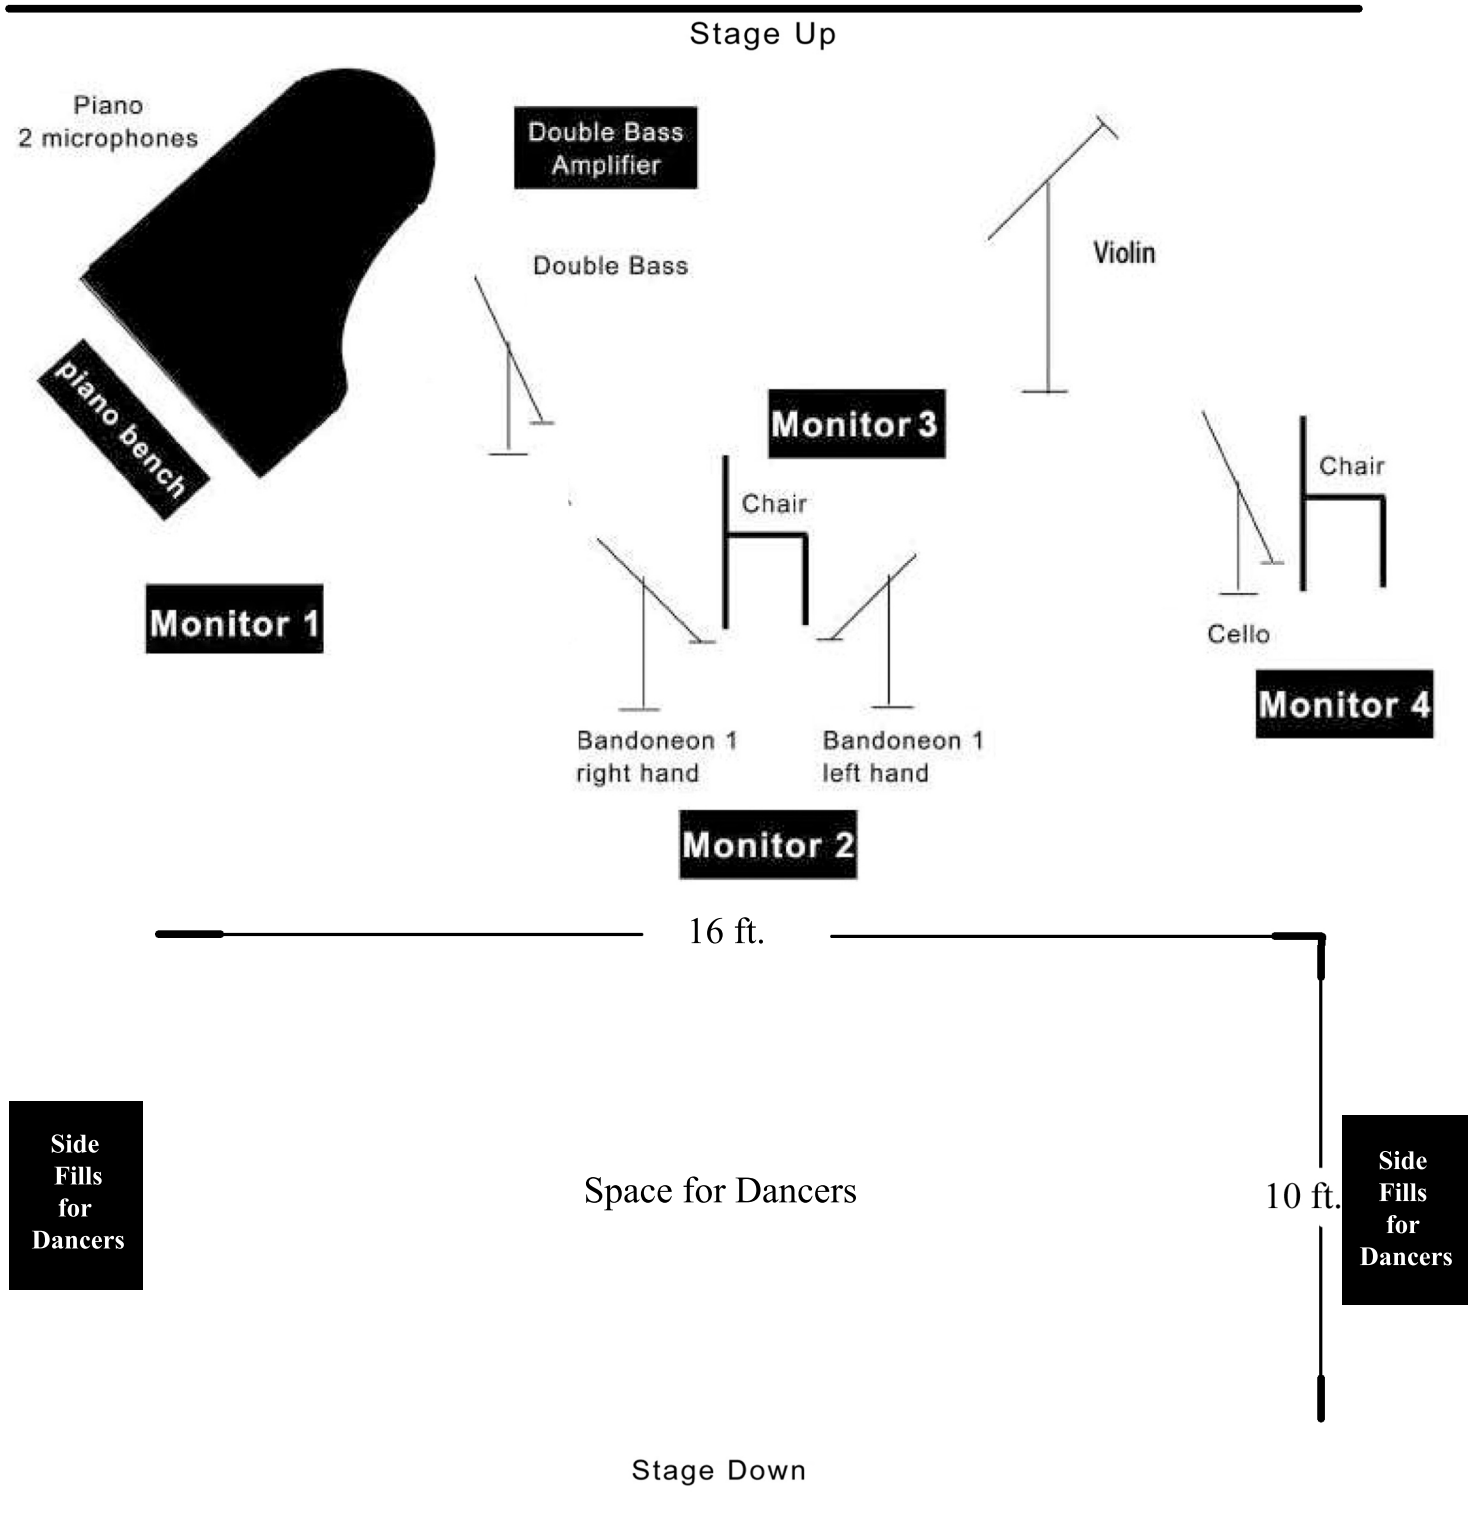 Stage Up
Piano
2 microphones
Double Bass
Amplifier
Double Bass
Violin
piano bench
Monitor 3
Chair
Chair
Monitor 1
Cello
Monitor 4
Bandoneon 1
right hand
Bandoneon 1
left hand
Monitor 2
16 ft.
Side
Fills
for
Dancers
Space for Dancers
10 ft.
Side
Fills
for
Dancers
Stage Down